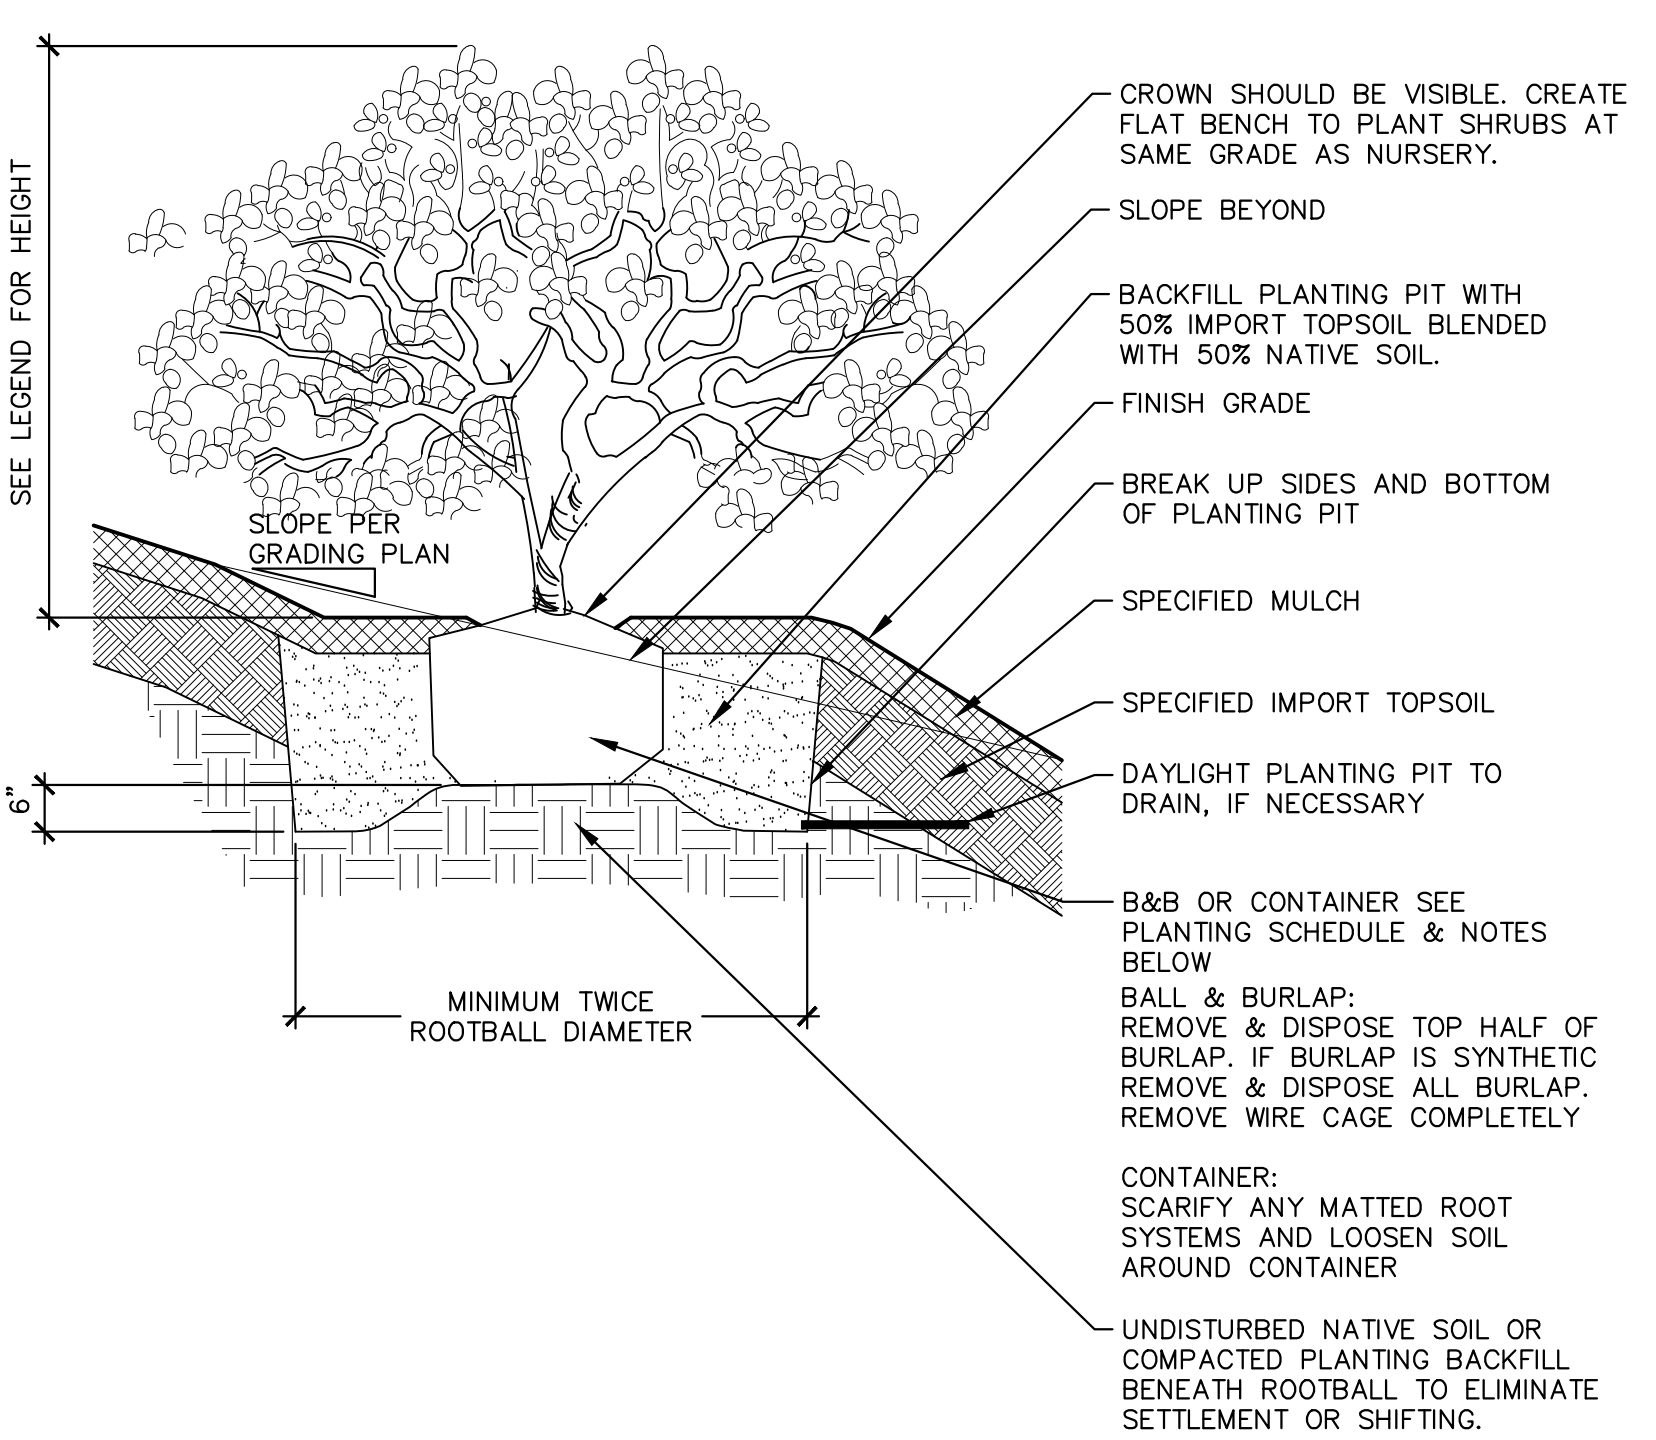 SEE LEGEND FOR HEIGHT
SLOPE PER
GRADING PLAN
6"
MINIMUM TWICE
ROOTBALL DIAMETER
CROWN SHOULD BE VISIBLE. CREATE
FLAT BENCH TO PLANT SHRUBS AT
SAME GRADE AS NURSERY.
SLOPE BEYOND
BACKFILL PLANTING PIT WITH
50% IMPORT TOPSOIL BLENDED
WITH 50% NATIVE SOIL.
FINISH GRADE
BREAK UP SIDES AND BOTTOM
OF PLANTING PIT
SPECIFIED MULCH
SPECIFIED IMPORT TOPSOIL
DAYLIGHT PLANTING PIT TO
DRAIN, IF NECESSARY
B&B OR CONTAINER SEE
PLANTING SCHEDULE & NOTES
BELOW
BALL & BURLAP:
REMOVE & DISPOSE TOP HALF OF
BURLAP. IF BURLAP IS SYNTHETIC
REMOVE & DISPOSE ALL BURLAP.
REMOVE WIRE CAGE COMPLETELY
CONTAINER:
SCARIFY ANY MATTED ROOT
SYSTEMS AND LOOSEN SOIL
AROUND CONTAINER
UNDISTURBED NATIVE SOIL OR
COMPACTED PLANTING BACKFILL
BENEATH ROOTBALL TO ELIMINATE
SETTLEMENT OR SHIFTING.